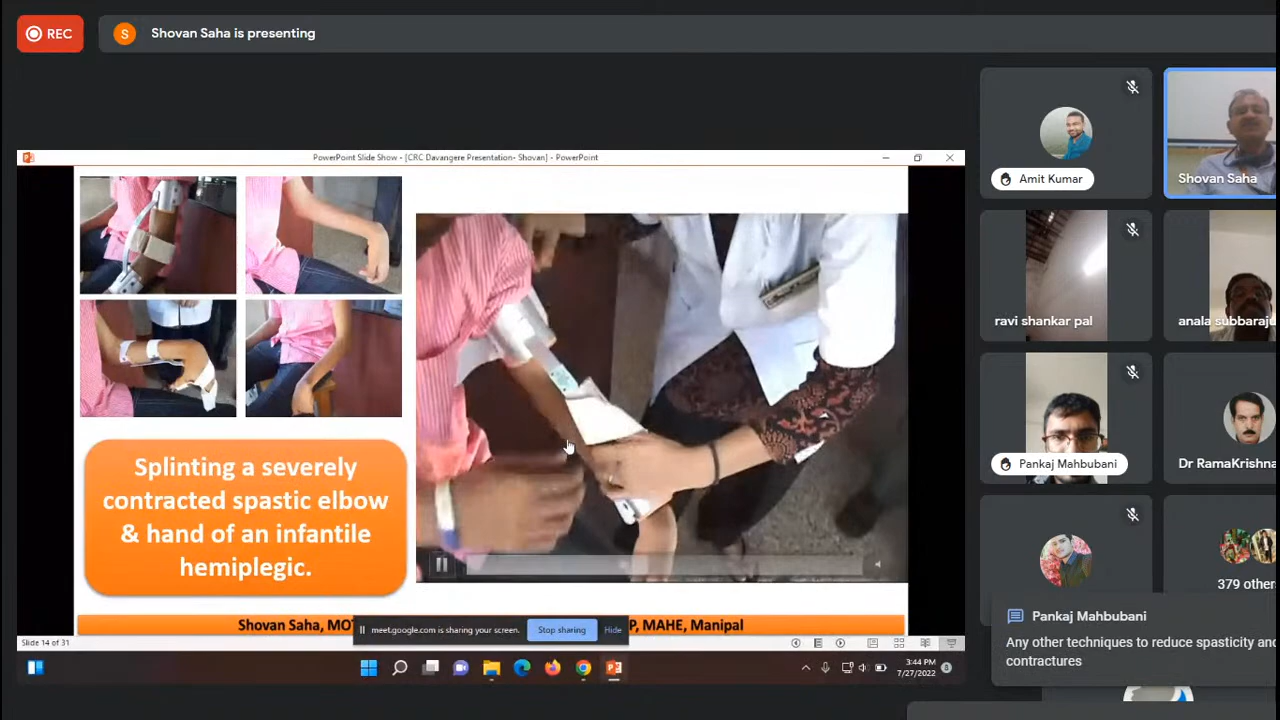 REC
S
Shovan Saha is presenting
PowerPoint Slide Show - [CRC Davangere Presentation- Shovan] - PowerPoint
Splinting a severely
contracted spastic elbow
& hand of an infantile
hemiplegic.
Shovan Saha, MOT
P, MAHE, Manipal
meet.google.com is sharing your screen.
Stop sharing
Hide
Slide 14 of 31
3:44 PM
7/27/2022
Amit Kumar
Shovan Saha
ravi shankar pal
anala subbaraju
Pankaj Mahbubani
Dr RamaKrishna
379 other
Pankaj Mahbubani
Any other techniques to reduce spasticity and
contractures